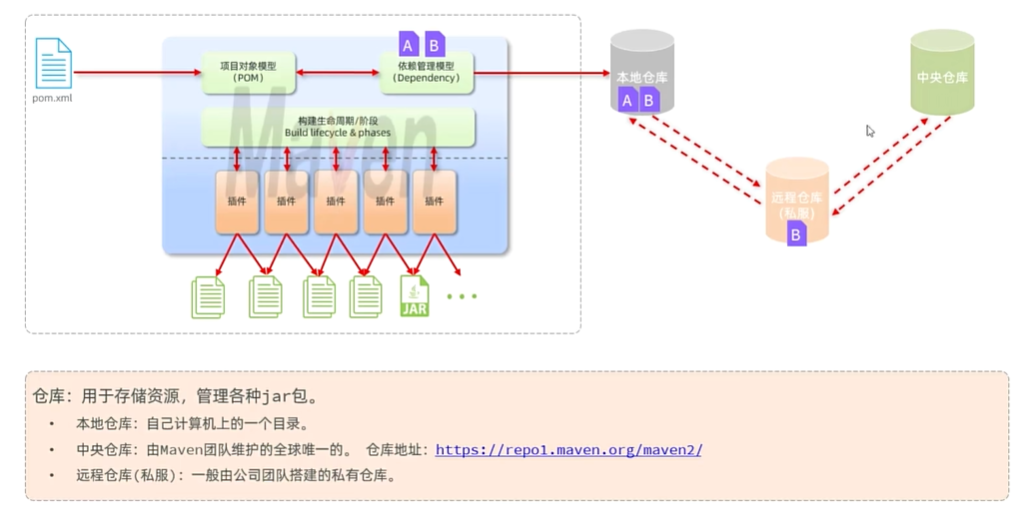 pom.xml
项目对象模型
(POM)
A B
依赖管理模型
(Dependency)
构建生命周期/阶段
Build lifecycle & phases
Maven
插件 插件 插件 插件 插件
JAR
本地仓库
A B
中央仓库
远程仓库
(私服)
B
仓库：用于存储资源，管理各种jar包。
• 本地仓库：自己计算机上的一个目录。
• 中央仓库：由Maven团队维护的全球唯一的。 仓库地址：https://repo1.maven.org/maven2/
• 远程仓库(私服)：一般由公司团队搭建的私有仓库。